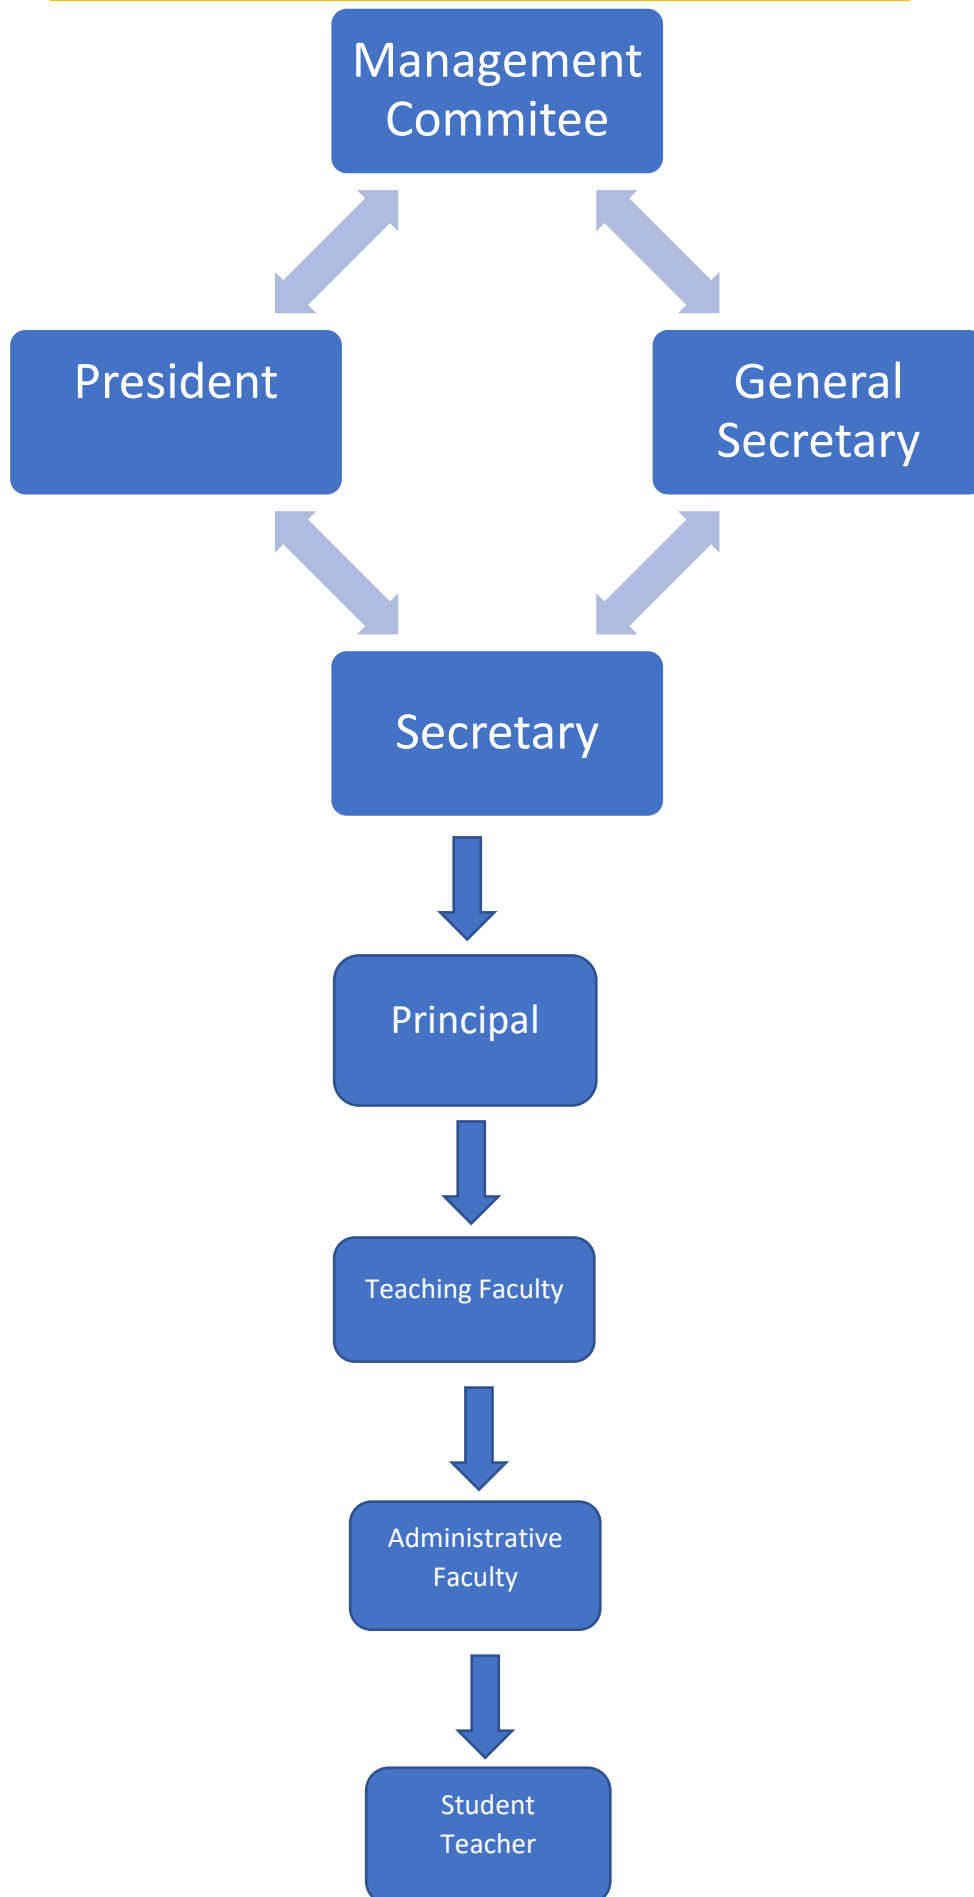 Management
Commitee
President
General
Secretary
Secretary
Principal
Teaching Faculty
Administrative
Faculty
Student
Teacher